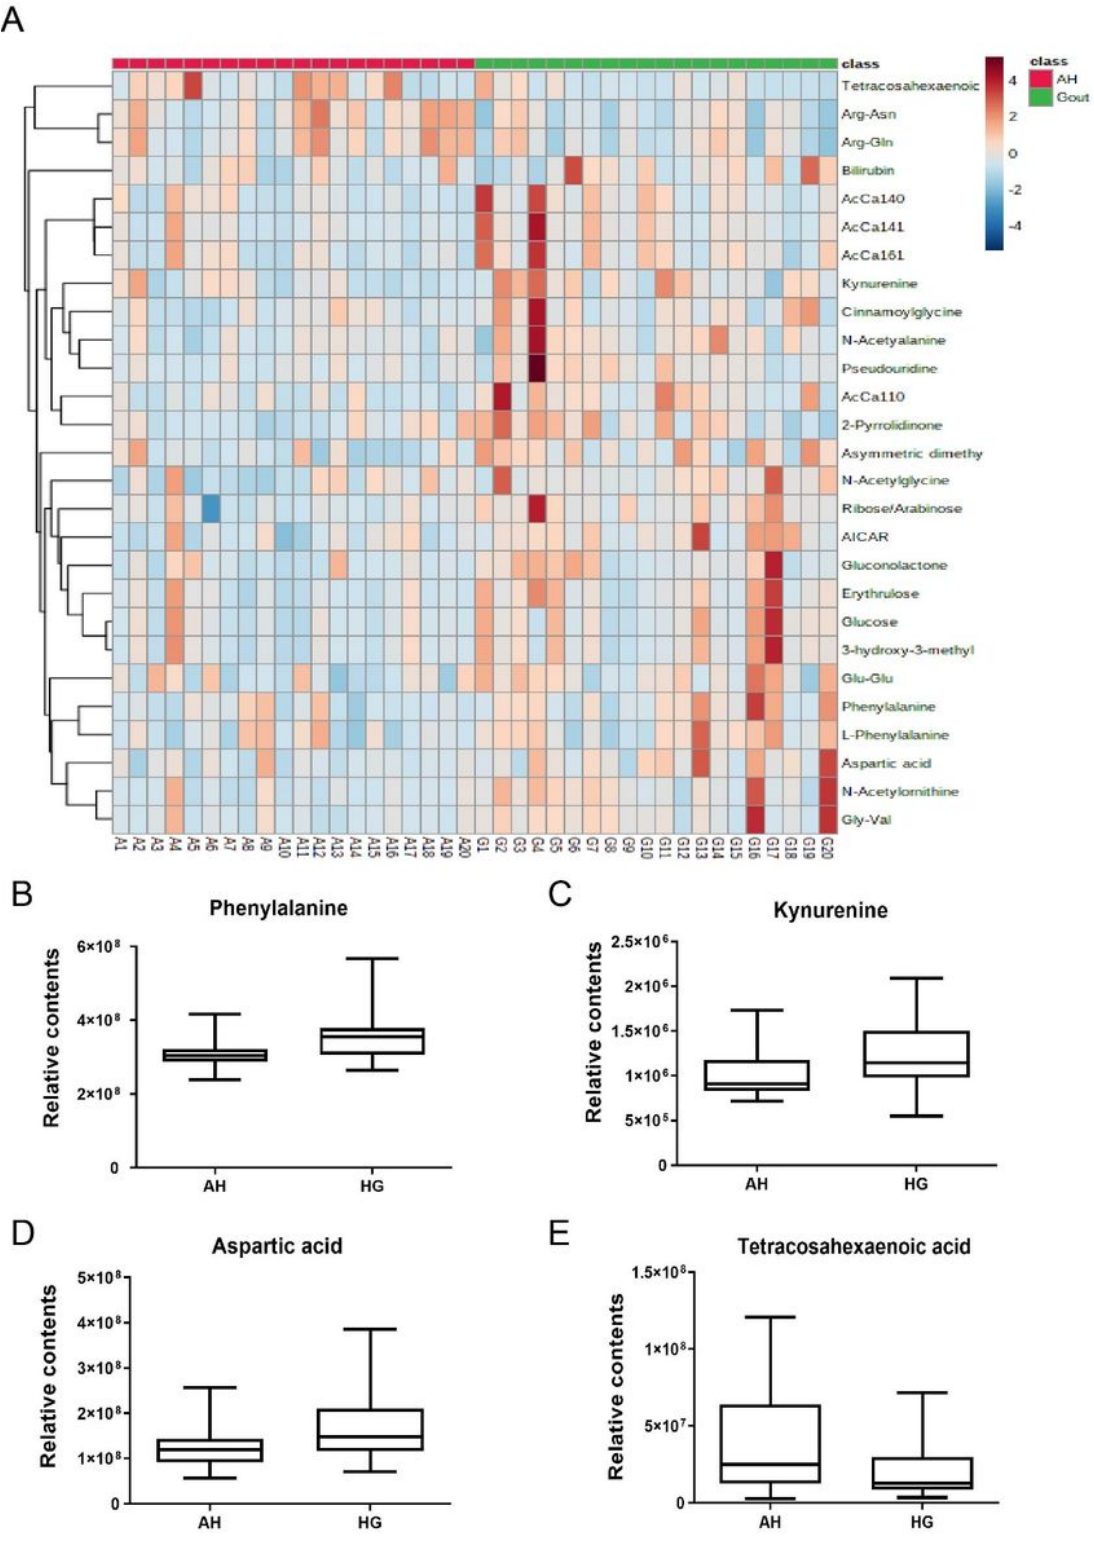 A
class
Tetracosahexaenoic
Arg-Asn
Arg-Gln
Bilirubin
AcCa140
AcCa141
AcCa161
Kynurenine
Cinnamoylglycine
N-Acetyalanine
Pseudouridine
AcCa110
2-Pyrrolidinone
Asymmetric dimethy
N-Acetylglycine
Ribose/Arabinose
AICAR
Gluconolactone
Erythrulose
Glucose
3-hydroxy-3-methyl
Glu-Glu
Phenylalanine
L-Phenylalanine
Aspartic acid
N-Acetylornithine
Gly-Val
4
2
0
-2
-4
class
AH
Gout
A1 A2 A3 A4 A5 A6 A7 A8 A9 A10 A11 A12 A13 A14 A15 A16 A17 A18 A19 A20 G1 G2 G3 G4 G5 G6 G7 G8 G9 G10 G11 G12 G13 G14 G15 G16 G17 G18 G19 G20
B
Phenylalanine
Relative contents
6×10⁸
4×10⁸
2×10⁸
0
AH HG
C
Kynurenine
Relative contents
2.5×10⁶
2×10⁶
1.5×10⁶
1×10⁶
5×10⁵
0
AH HG
D
Aspartic acid
Relative contents
5×10⁸
4×10⁸
3×10⁸
2×10⁸
1×10⁸
0
AH HG
E
Tetracosahexaenoic acid
Relative contents
1.5×10⁸
1×10⁸
5×10⁷
0
AH HG